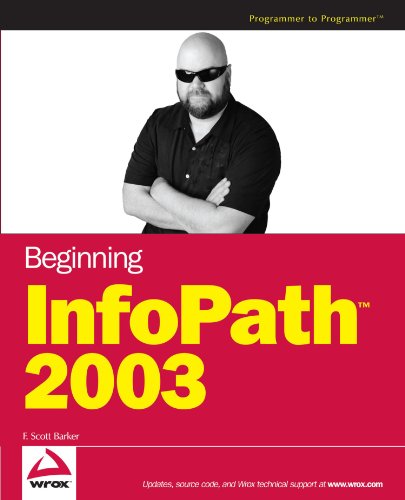 Programmer to Programmer™
Beginning
InfoPath™
2003
F. Scott Barker
wrox™
Updates, source code, and Wrox technical support at www.wrox.com